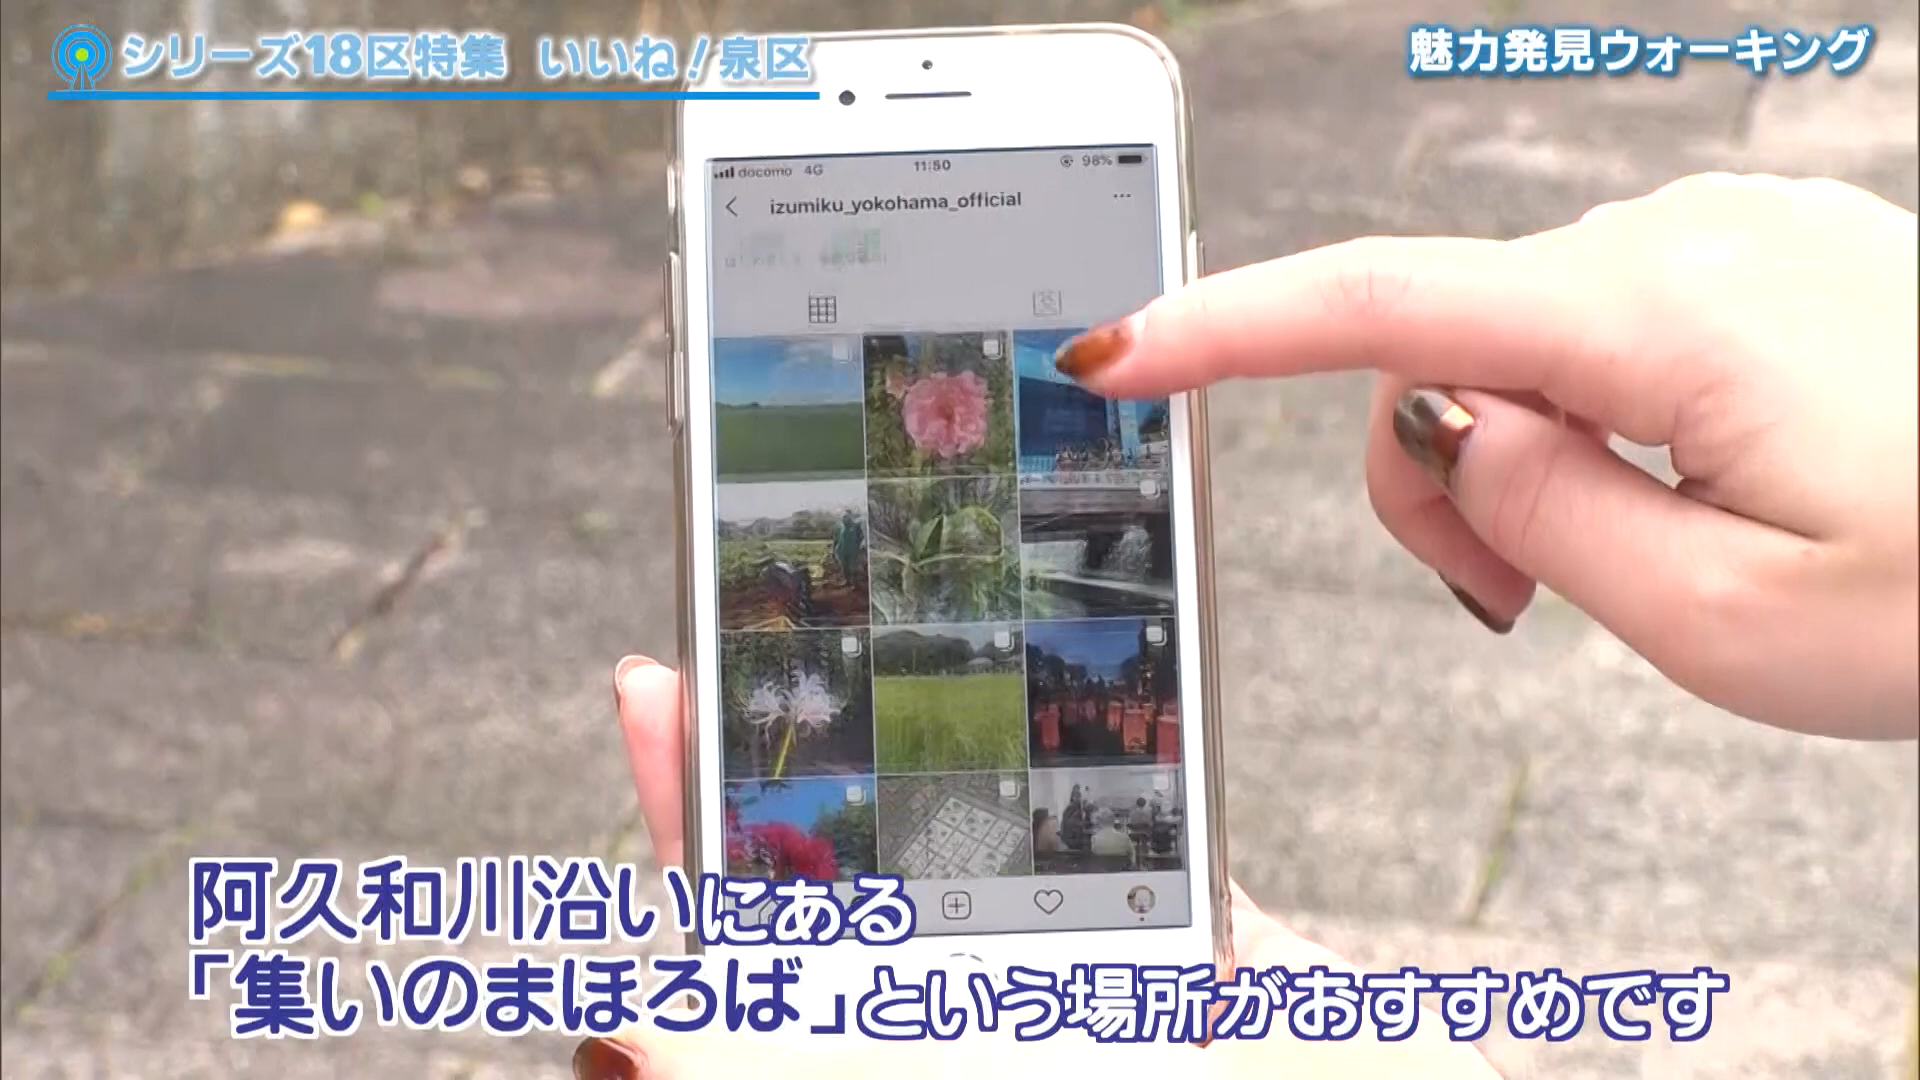 シリーズ18区特集 いいね!泉区
魅力発見ウォーキング
docomo 4G 11:50 98%
izumiku_yokohama_official
阿久和川沿いにある
「集いのまほろば」という場所がおすすめです